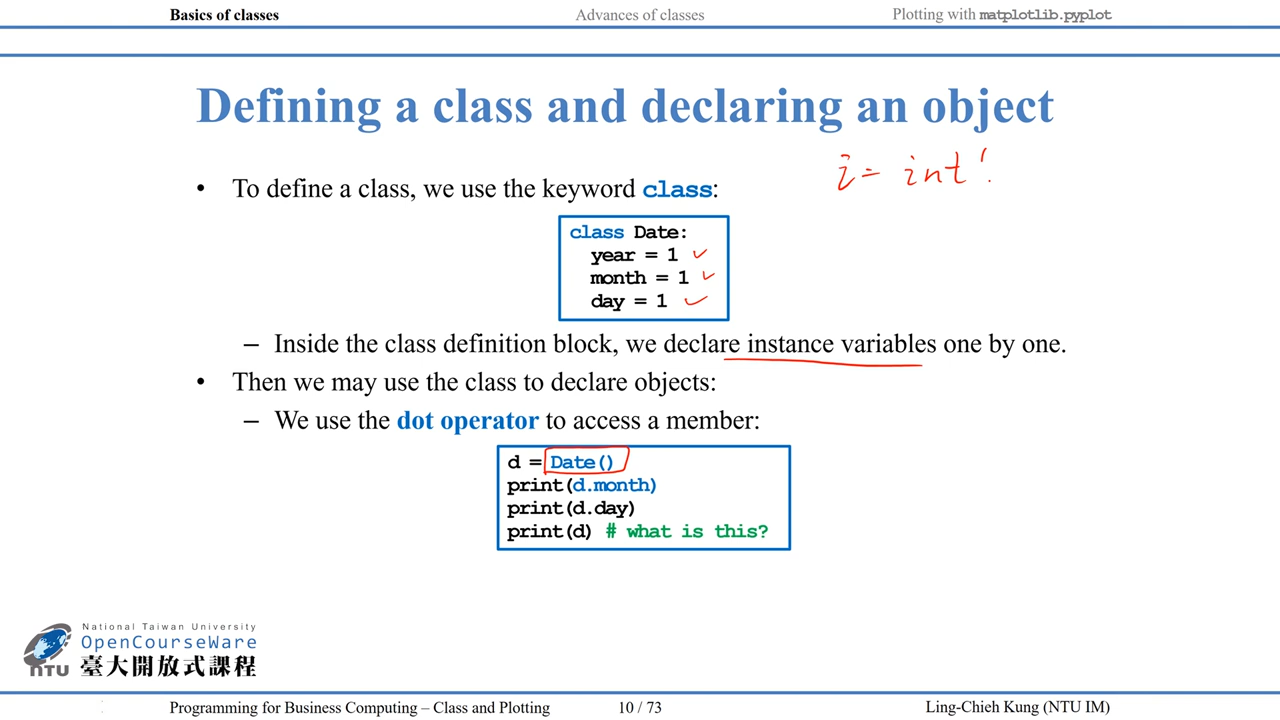 Basics of classes
Advances of classes
Plotting with matplotlib.pyplot
Defining a class and declaring an object
i = int
• To define a class, we use the keyword class:
class Date:
year = 1
month = 1
day = 1
– Inside the class definition block, we declare instance variables one by one.
• Then we may use the class to declare objects:
– We use the dot operator to access a member:
d = Date()
print(d.month)
print(d.day)
print(d) # what is this?
National Taiwan University
OpenCourseWare
NTU 臺大開放式課程
Programming for Business Computing – Class and Plotting
10 / 73
Ling-Chieh Kung (NTU IM)